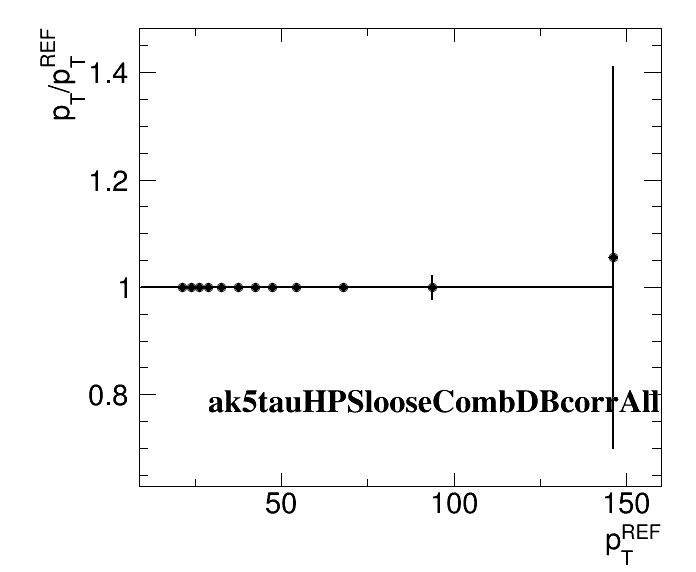 p_T/p_T^REF
1.4
1.2
1
0.8
ak5tauHPSlooseCombDBcorrAll
50 100 150
p_T^REF